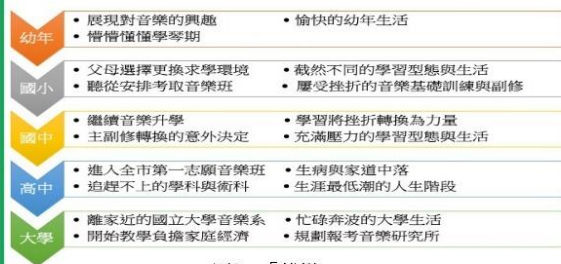 幼年
• 展現對音樂的興趣 • 愉快的幼年生活
• 懵懵懂懂學琴期
國小
• 父母選擇更換求學環境 • 截然不同的學習型態與生活
• 聽從安排考取音樂班 • 屢受挫折的音樂基礎訓練與副修
國中
• 繼續音樂升學 • 學習將挫折轉換為力量
• 主副修轉換的意外決定 • 充滿壓力的學習型態與生活
高中
• 進入全市第一志願音樂班 • 生病與家道中落
• 追趕不上的學科與術科 • 生涯最低潮的人生階段
大學
• 離家近的國立大學音樂系 • 忙碌奔波的大學生活
• 開始教學負擔家庭經濟 • 規劃報考音樂研究所